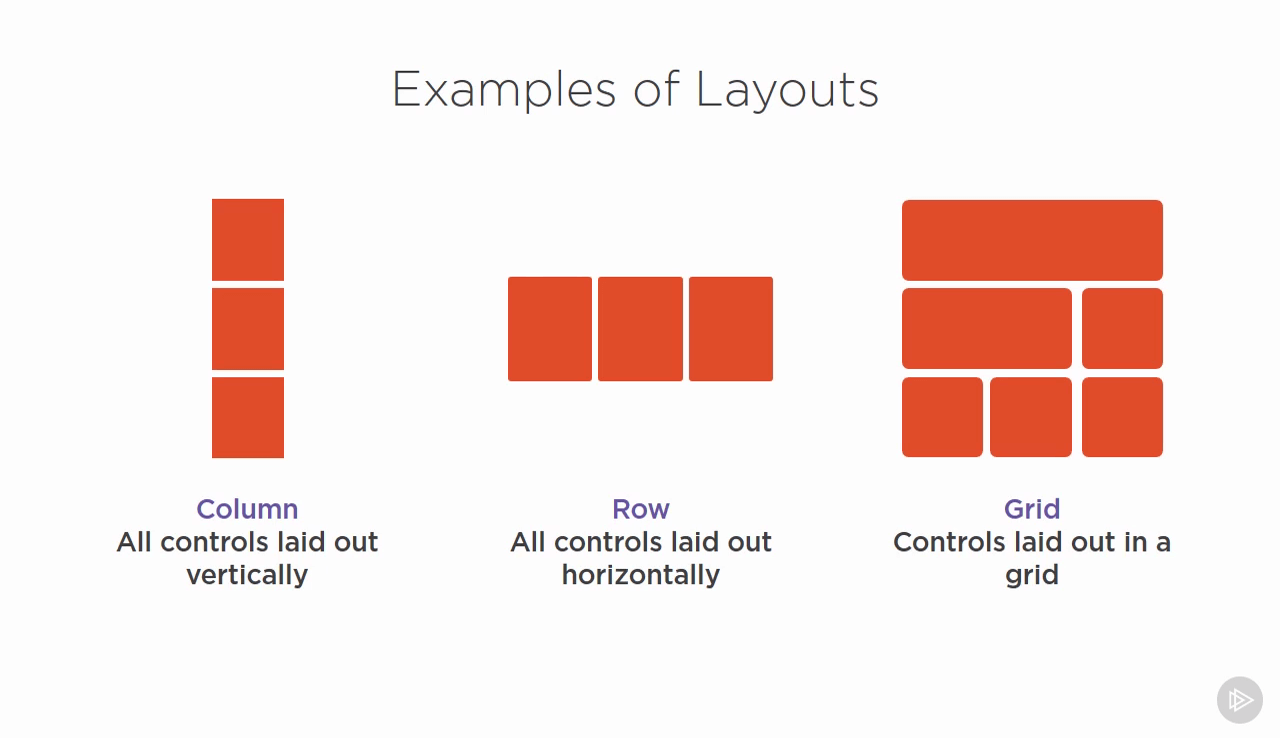 Examples of Layouts
Column
All controls laid out
vertically
Row
All controls laid out
horizontally
Grid
Controls laid out in a
grid